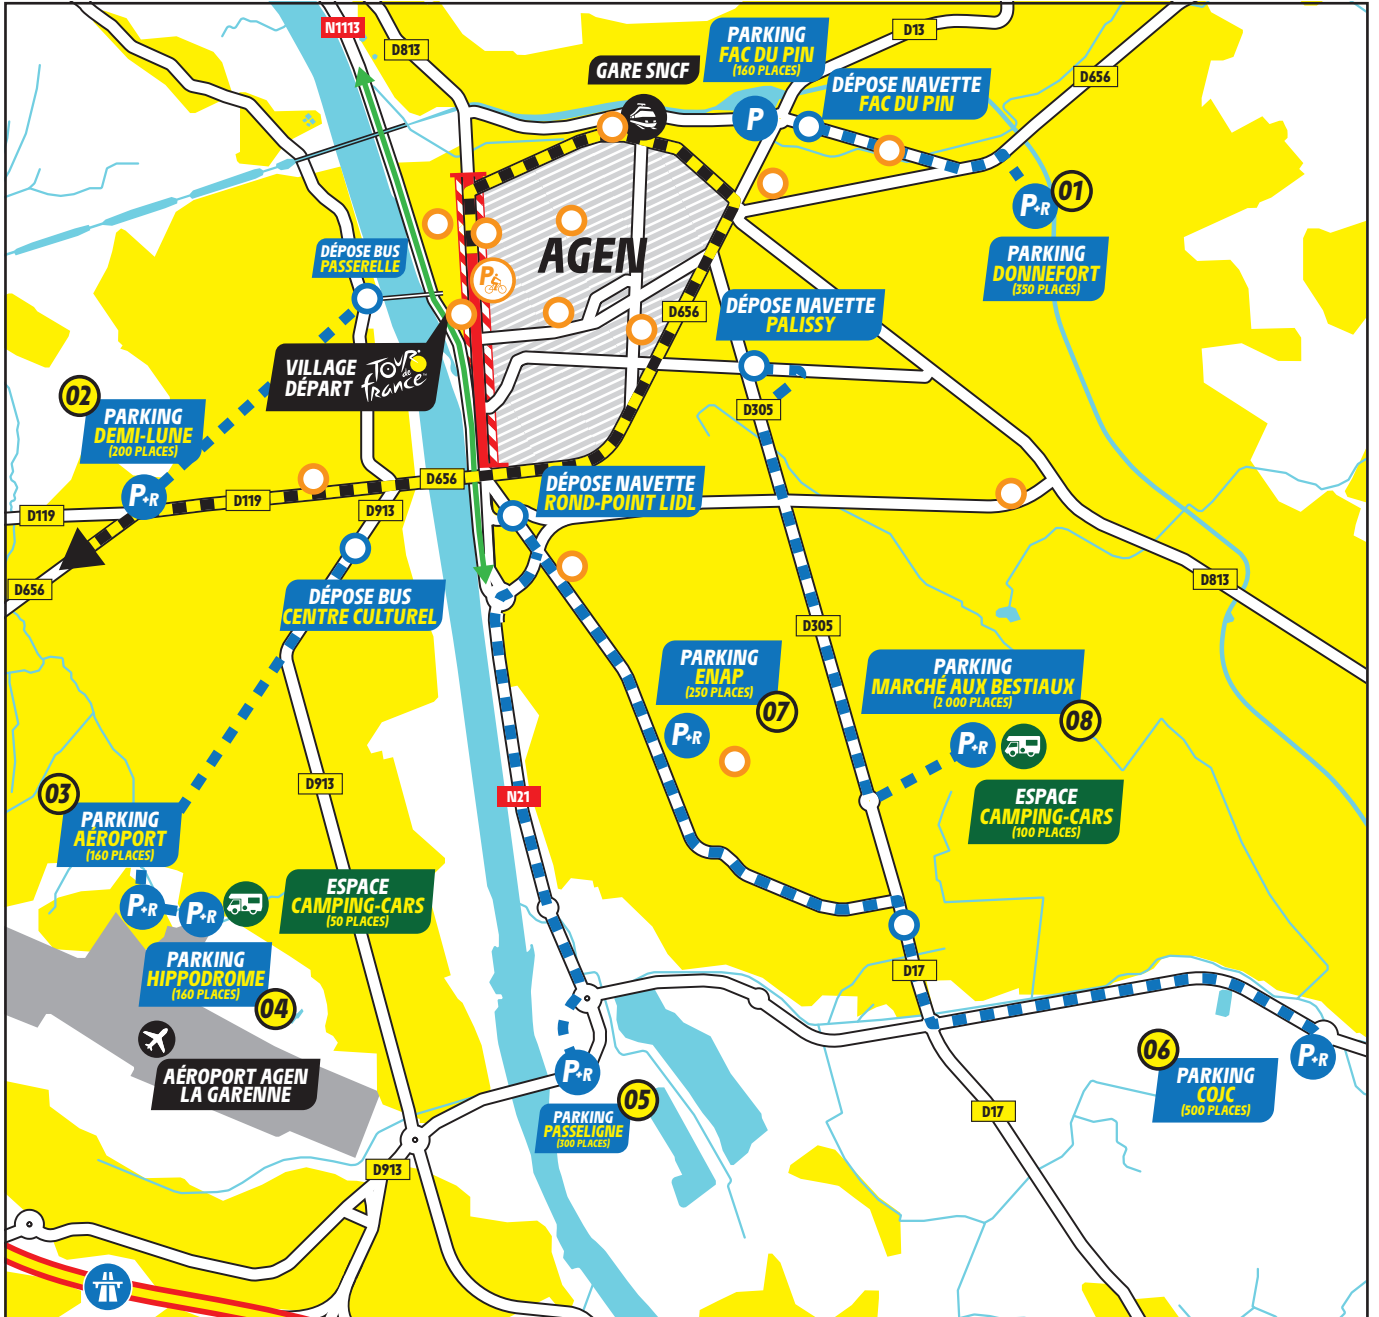 N1113
D813
D13
PARKING
FAC DU PIN
(160 PLACES)
GARE SNCF
D656
DÉPOSE NAVETTE
FAC DU PIN
P
01
P+R
PARKING
DONNEFORT
(350 PLACES)
DÉPOSE BUS
PASSERELLE
AGEN
P
D656
DÉPOSE NAVETTE
PALISSY
VILLAGE
DÉPART
TOUR
de
france
02
PARKING
DEMI-LUNE
(200 PLACES)
D305
P+R
D119
D119
D656
D913
DÉPOSE NAVETTE
ROND-POINT LIDL
D656
D813
DÉPOSE BUS
CENTRE CULTUREL
D305
PARKING
ENAP
(250 PLACES)
07
P+R
PARKING
MARCHÉ AUX BESTIAUX
(2 000 PLACES)
08
P+R
ESPACE
CAMPING-CARS
(100 PLACES)
D913
N21
03
PARKING
AÉROPORT
(160 PLACES)
P+R
P+R
ESPACE
CAMPING-CARS
(50 PLACES)
PARKING
HIPPODROME
(160 PLACES)
04
D17
AÉROPORT AGEN
LA GARENNE
P+R
05
PARKING
PASSELIGNE
(300 PLACES)
06
P+R
PARKING
COJC
(500 PLACES)
D17
D913